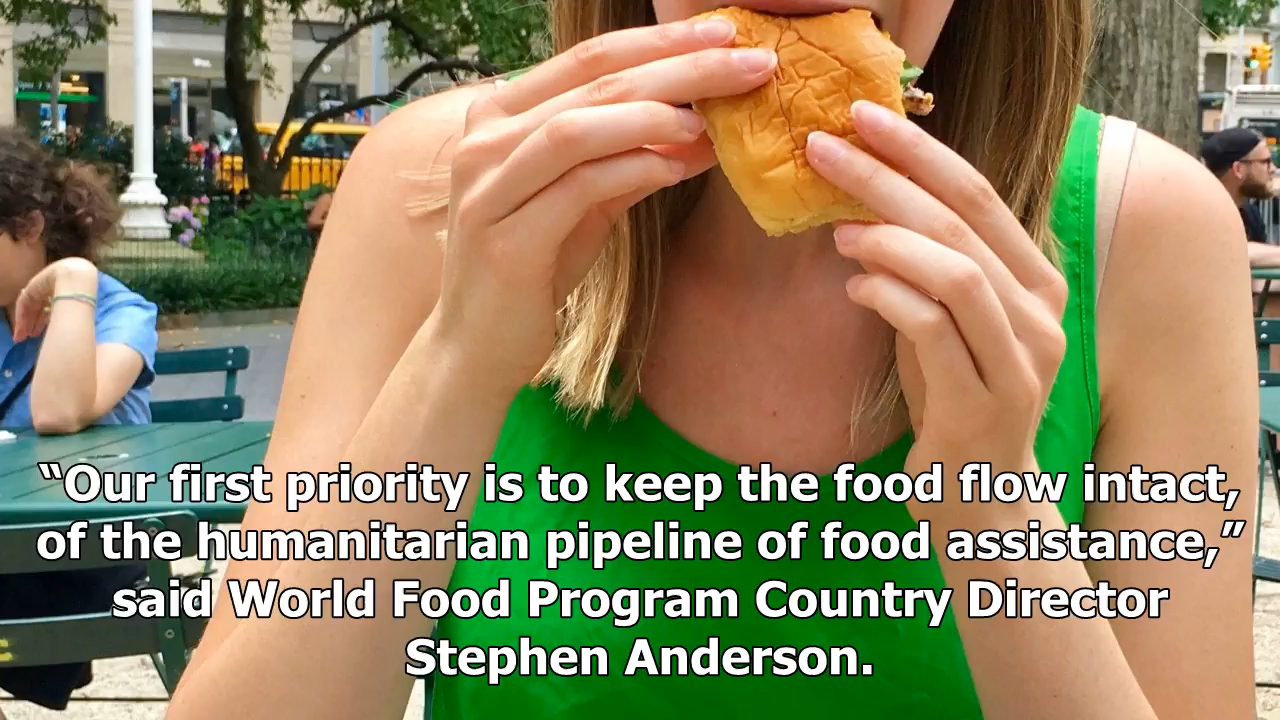 “Our first priority is to keep the food flow intact,
of the humanitarian pipeline of food assistance,”
said World Food Program Country Director
Stephen Anderson.